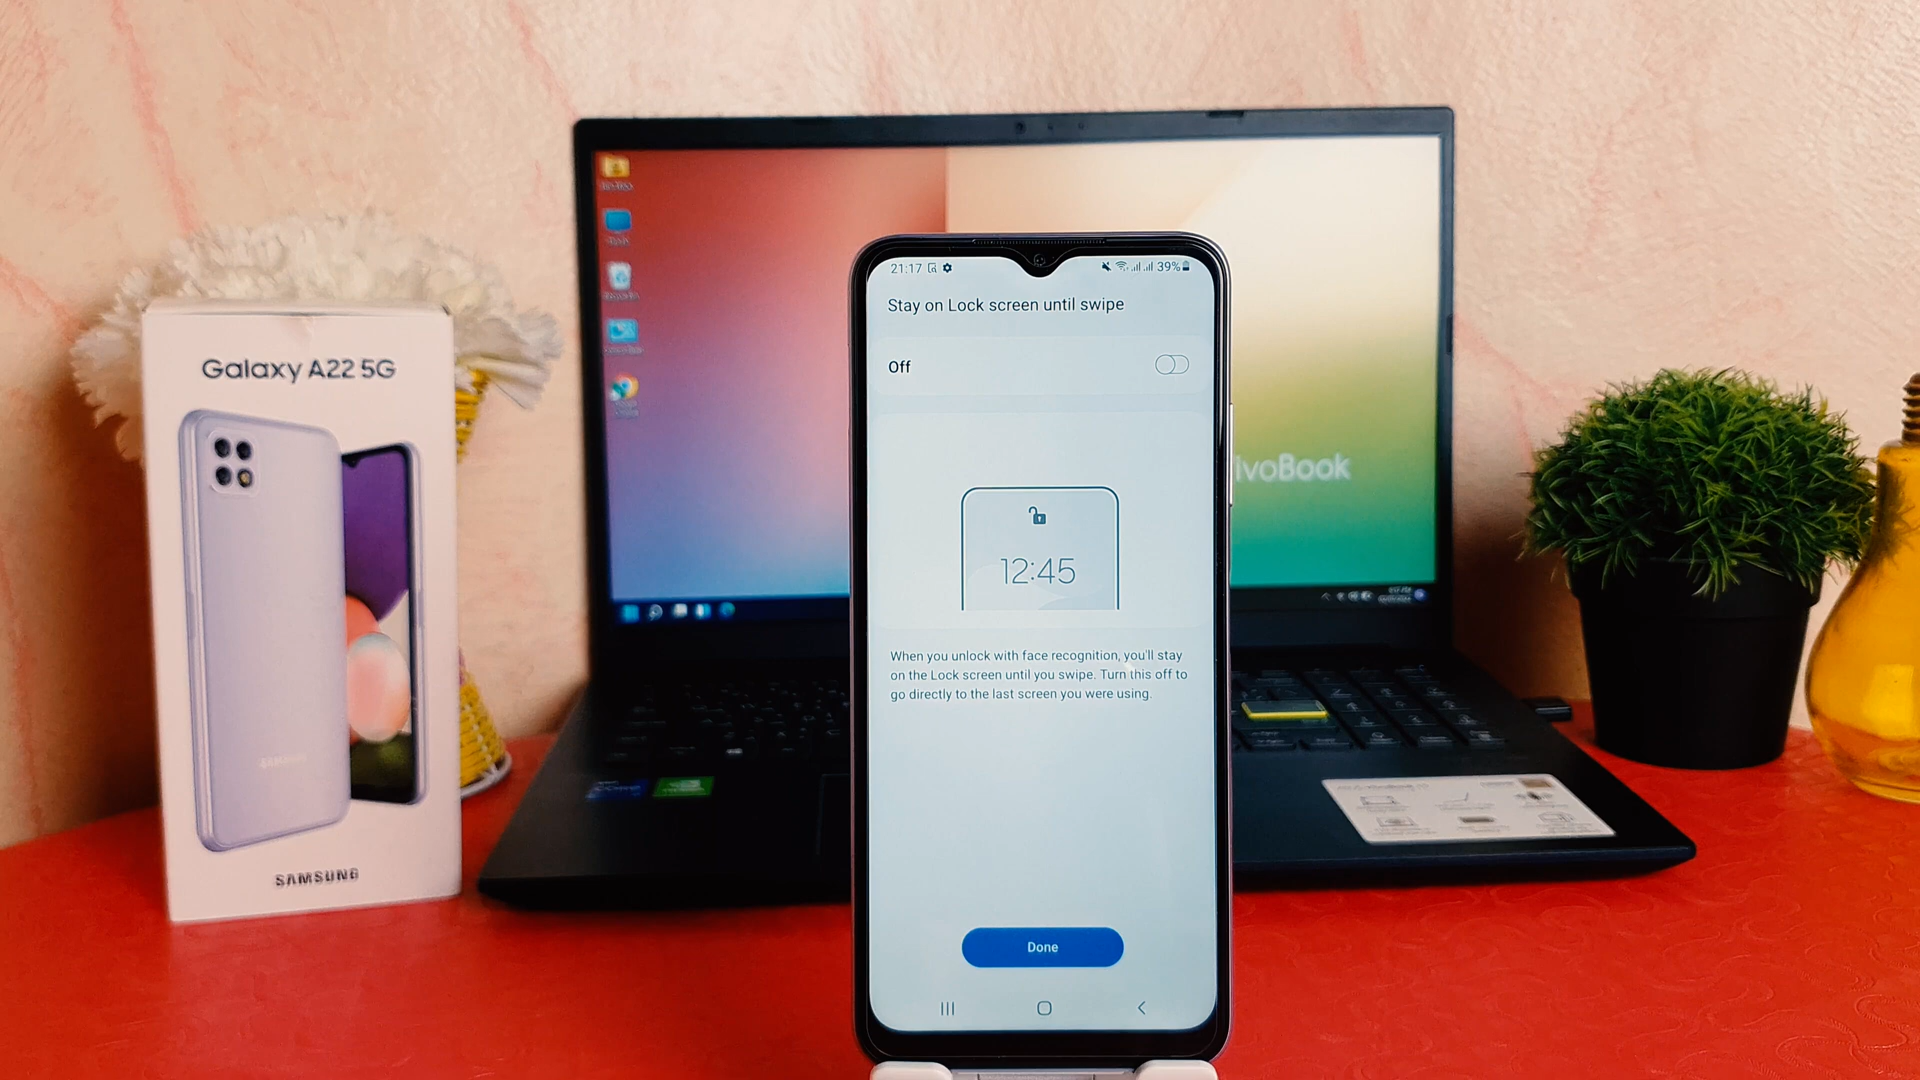 Galaxy A22 5G
SAMSUNG
SAMSUNG
21:17
39%
Stay on Lock screen until swipe
Off
12:45
When you unlock with face recognition, you'll stay
on the Lock screen until you swipe. Turn this off to
go directly to the last screen you were using.
Done
ivoBook